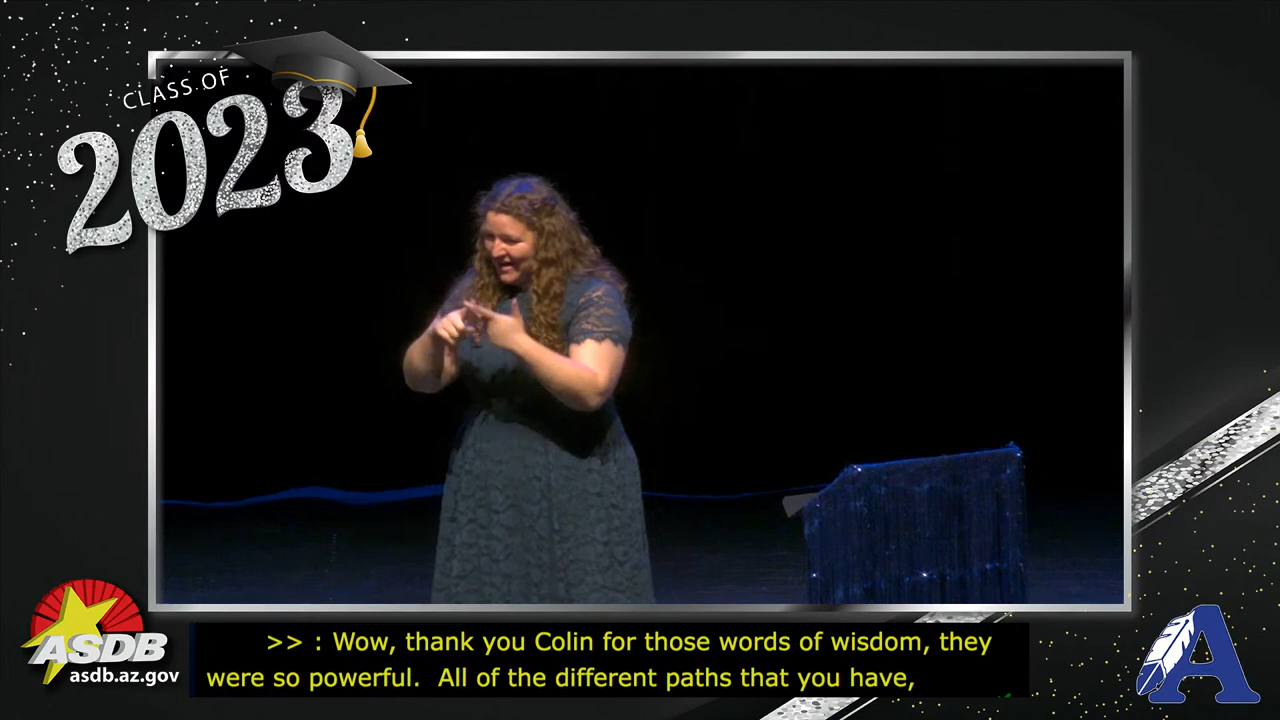 CLASS OF
2023
ASDB
asdb.az.gov
>> : Wow, thank you Colin for those words of wisdom, they
were so powerful.  All of the different paths that you have,
A